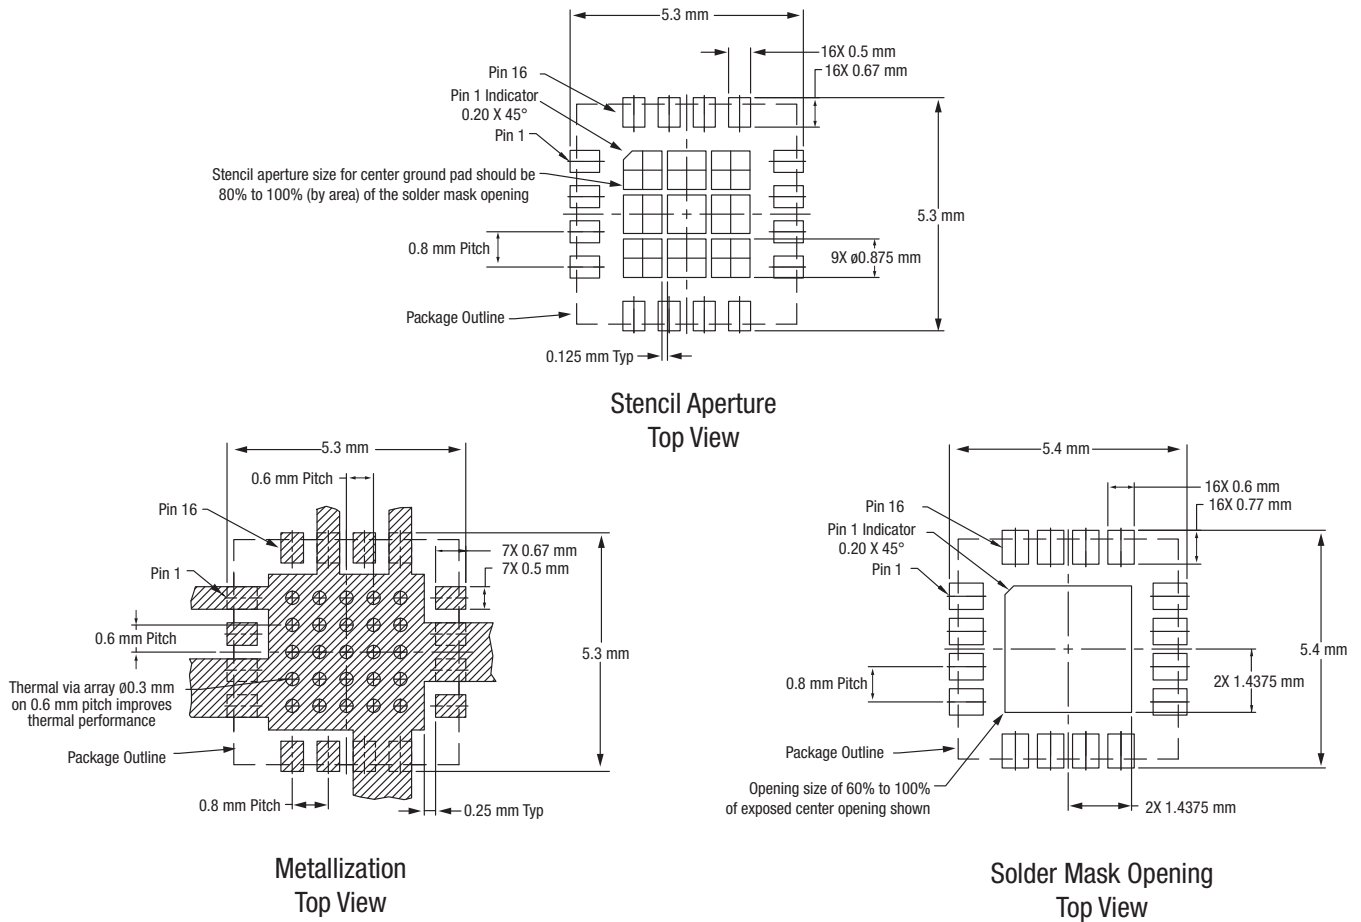 5.3 mm
16X 0.5 mm
16X 0.67 mm
Pin 16
Pin 1 Indicator
0.20 X 45°
Pin 1
Stencil aperture size for center ground pad should be
80% to 100% (by area) of the solder mask opening
5.3 mm
0.8 mm Pitch
9X ø0.875 mm
Package Outline
0.125 mm Typ
Stencil Aperture
Top View
5.3 mm
0.6 mm Pitch
Pin 16
7X 0.67 mm
7X 0.5 mm
Pin 1
0.6 mm Pitch
5.3 mm
Thermal via array ø0.3 mm
on 0.6 mm pitch improves
thermal performance
Package Outline
0.8 mm Pitch
0.25 mm Typ
Metallization
Top View
5.4 mm
16X 0.6 mm
16X 0.77 mm
Pin 16
Pin 1 Indicator
0.20 X 45°
Pin 1
5.4 mm
0.8 mm Pitch
2X 1.4375 mm
Package Outline
Opening size of 60% to 100%
of exposed center opening shown
2X 1.4375 mm
Solder Mask Opening
Top View